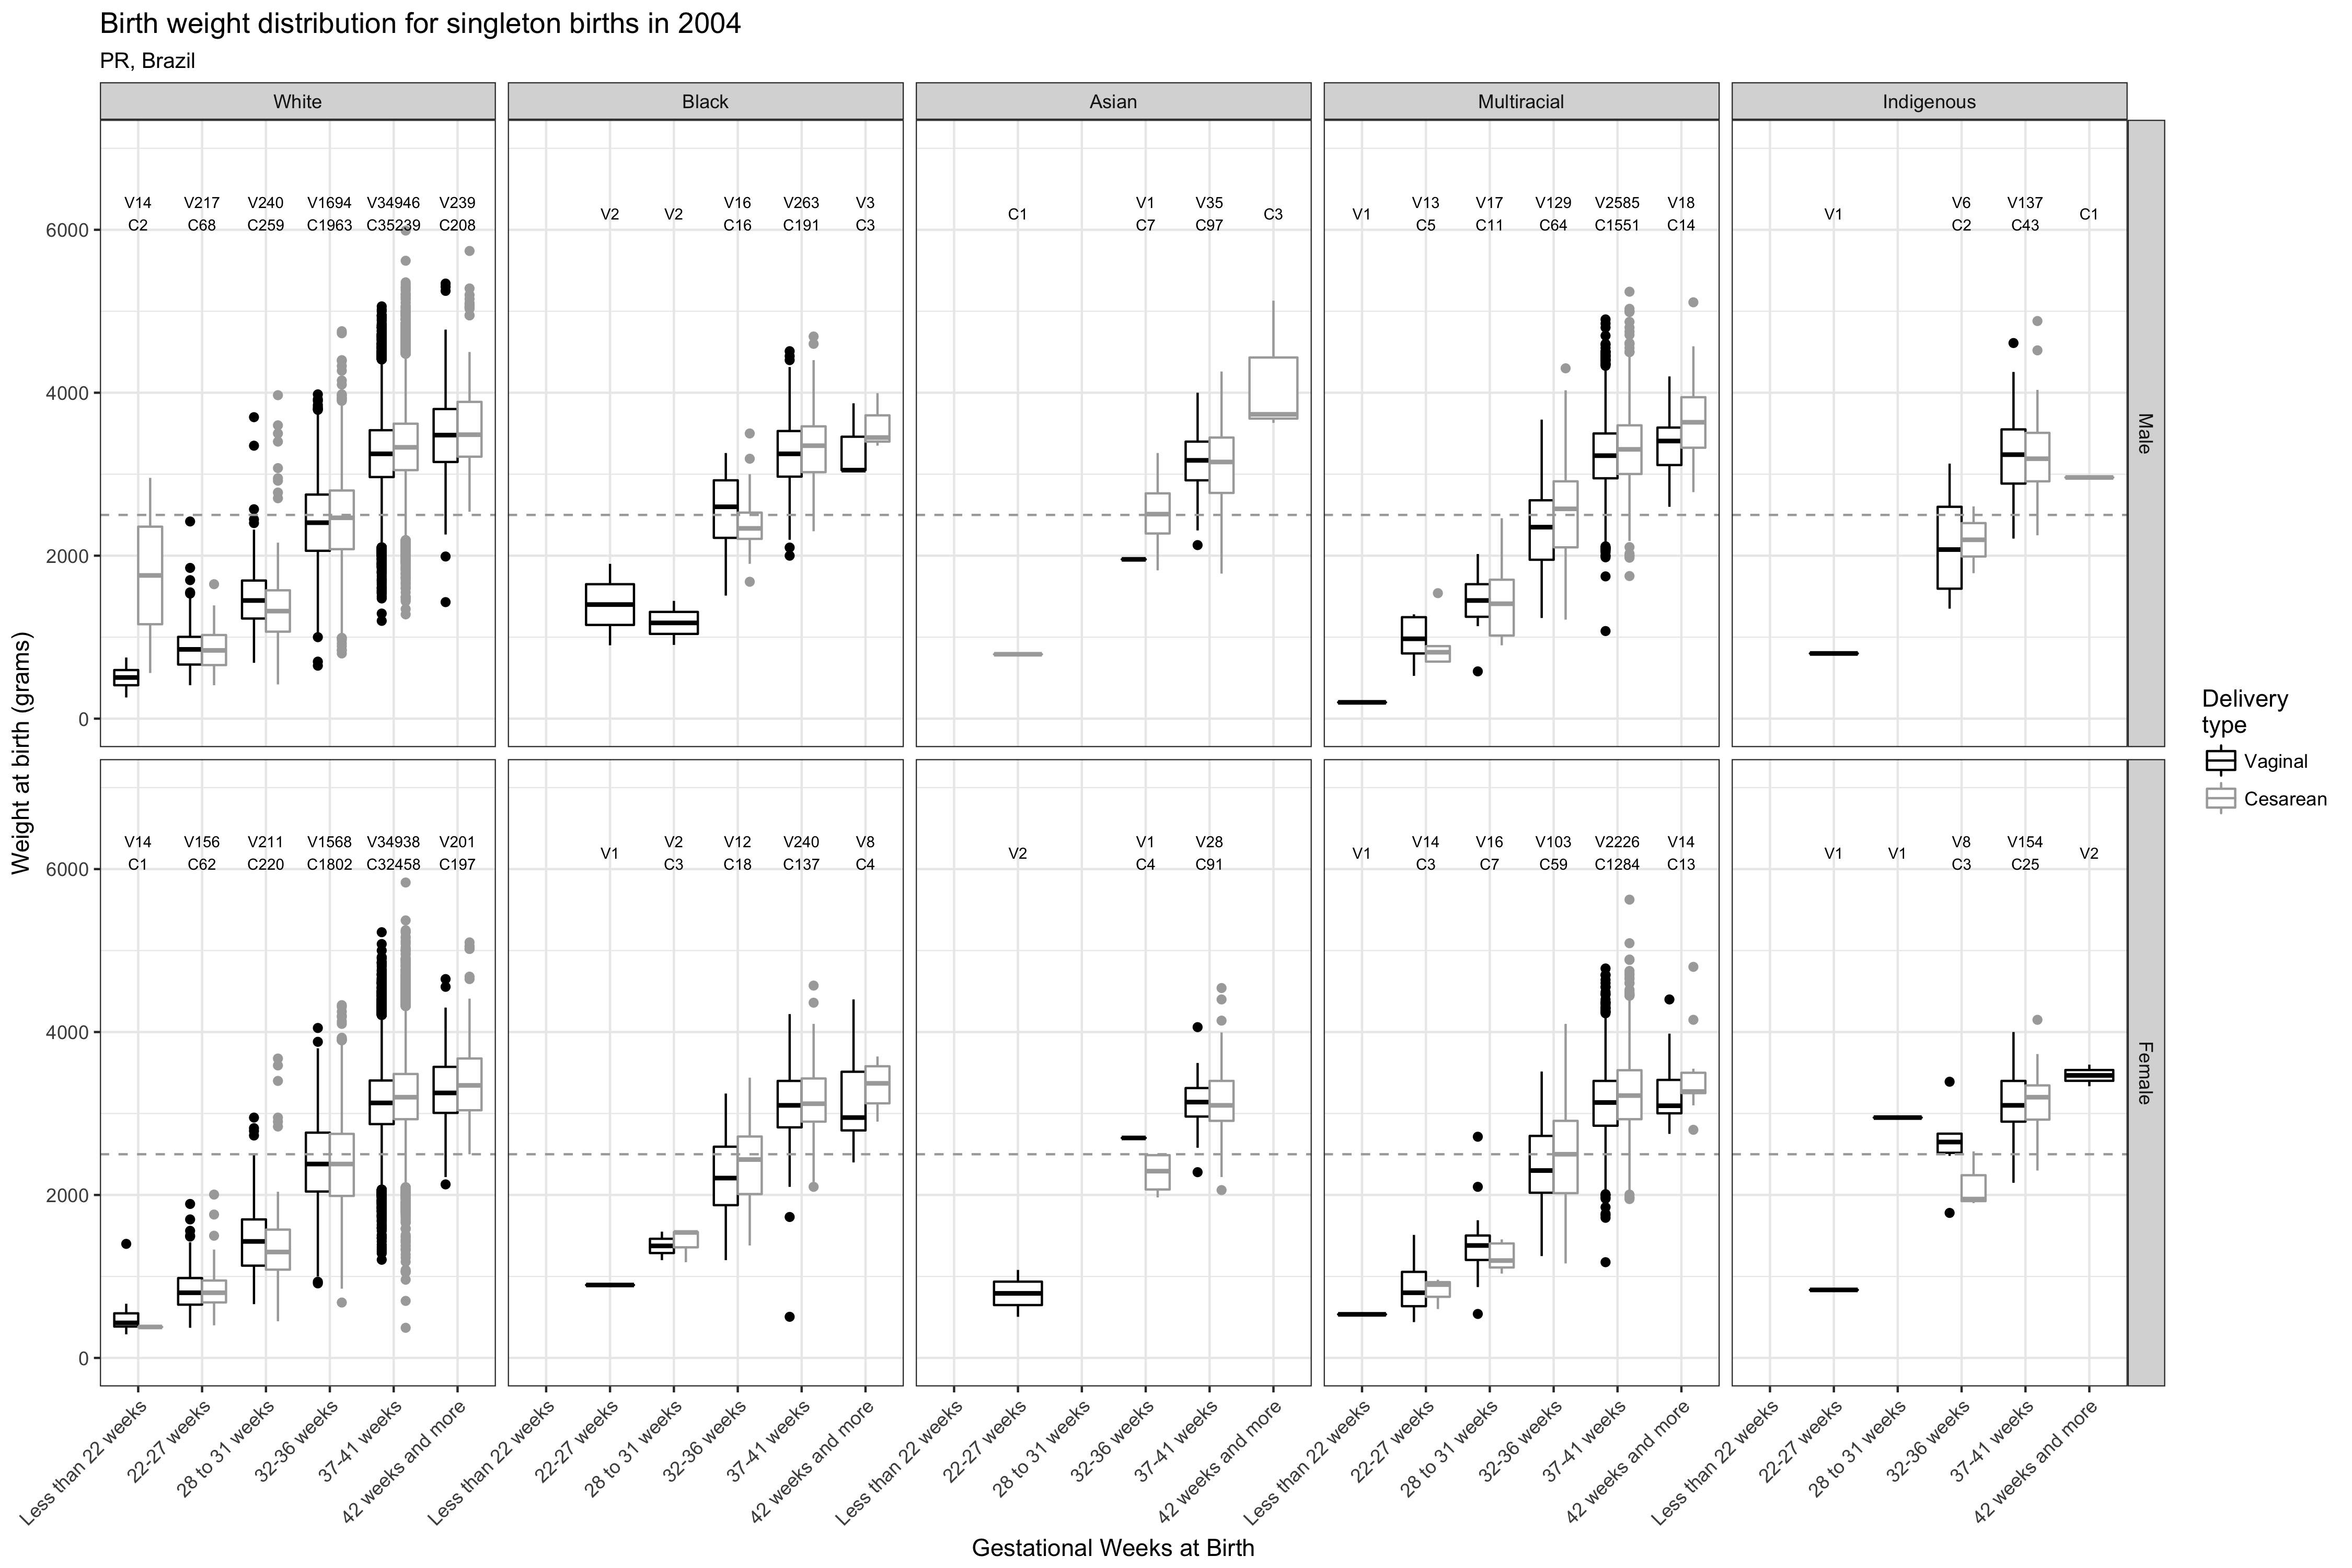 Birth weight distribution for singleton births in 2004
PR, Brazil
White Black Asian Multiracial Indigenous
V14 V217 V240 V1694 V34946 V239
C2 C68 C259 C1963 C35239 C208
V2 V2 V16 V263 V3
C16 C191 C3
C1 V1 V35 C3
C7 C97
V1 V13 V17 V129 V2585 V18
C5 C11 C64 C1551 C14
V1 V6 V137 C1
C2 C43
6000
4000
2000
0
Male
V14 V156 V211 V1568 V34938 V201
C1 C62 C220 C1802 C32458 C197
V1 V2 V12 V240 V8
C3 C18 C137 C4
V2 V1 V28
C4 C91
V1 V14 V16 V103 V2226 V14
C3 C7 C59 C1284 C13
V1 V1 V8 V154 V2
C3 C25
6000
4000
2000
0
Female
Weight at birth (grams)
Less than 22 weeks
22-27 weeks
28 to 31 weeks
32-36 weeks
37-41 weeks
42 weeks and more
Less than 22 weeks
22-27 weeks
28 to 31 weeks
32-36 weeks
37-41 weeks
42 weeks and more
Less than 22 weeks
22-27 weeks
28 to 31 weeks
32-36 weeks
37-41 weeks
42 weeks and more
Less than 22 weeks
22-27 weeks
28 to 31 weeks
32-36 weeks
37-41 weeks
42 weeks and more
Less than 22 weeks
22-27 weeks
28 to 31 weeks
32-36 weeks
37-41 weeks
42 weeks and more
Gestational Weeks at Birth
Delivery
type
Vaginal
Cesarean